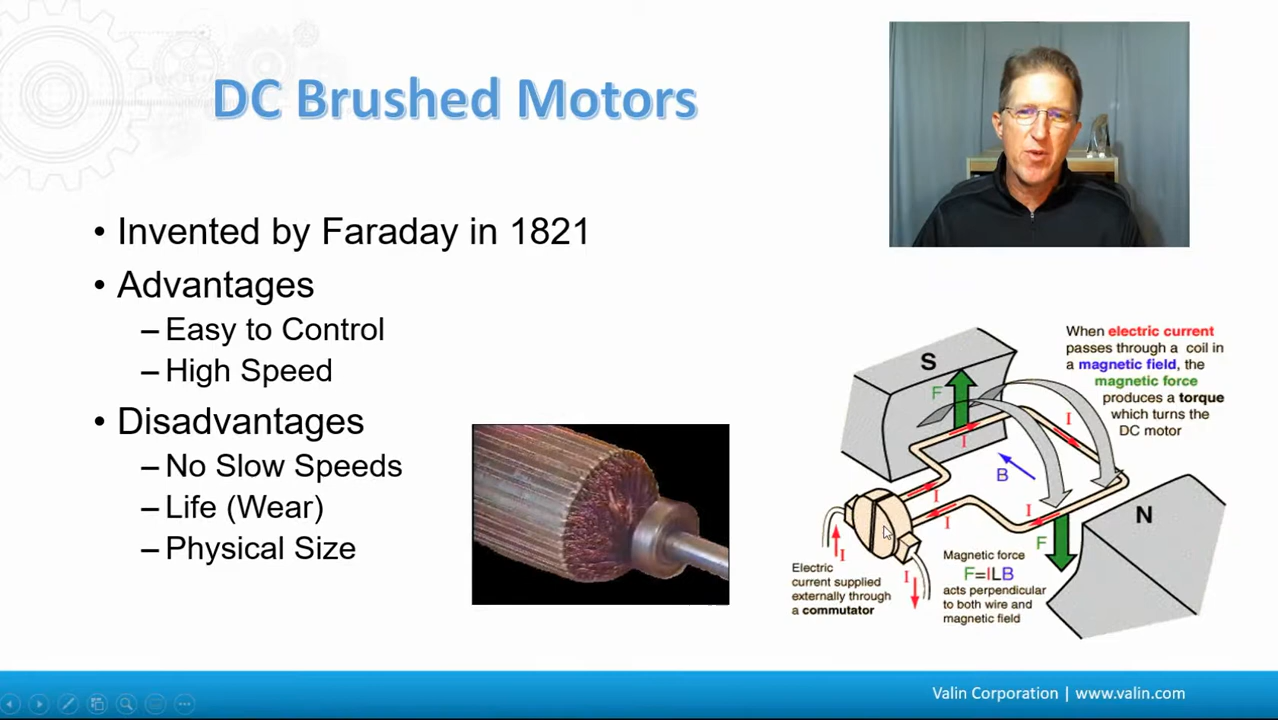 DC Brushed Motors
• Invented by Faraday in 1821
• Advantages
– Easy to Control
– High Speed
• Disadvantages
– No Slow Speeds
– Life (Wear)
– Physical Size
When electric current
passes through a coil in
a magnetic field, the
magnetic force
produces a torque
which turns the
DC motor
S
F
I
I
B
I
I
I
N
F
I
I
Electric
current supplied
externally through
a commutator
Magnetic force
F=ILB
acts perpendicular
to both wire and
magnetic field
Valin Corporation | www.valin.com